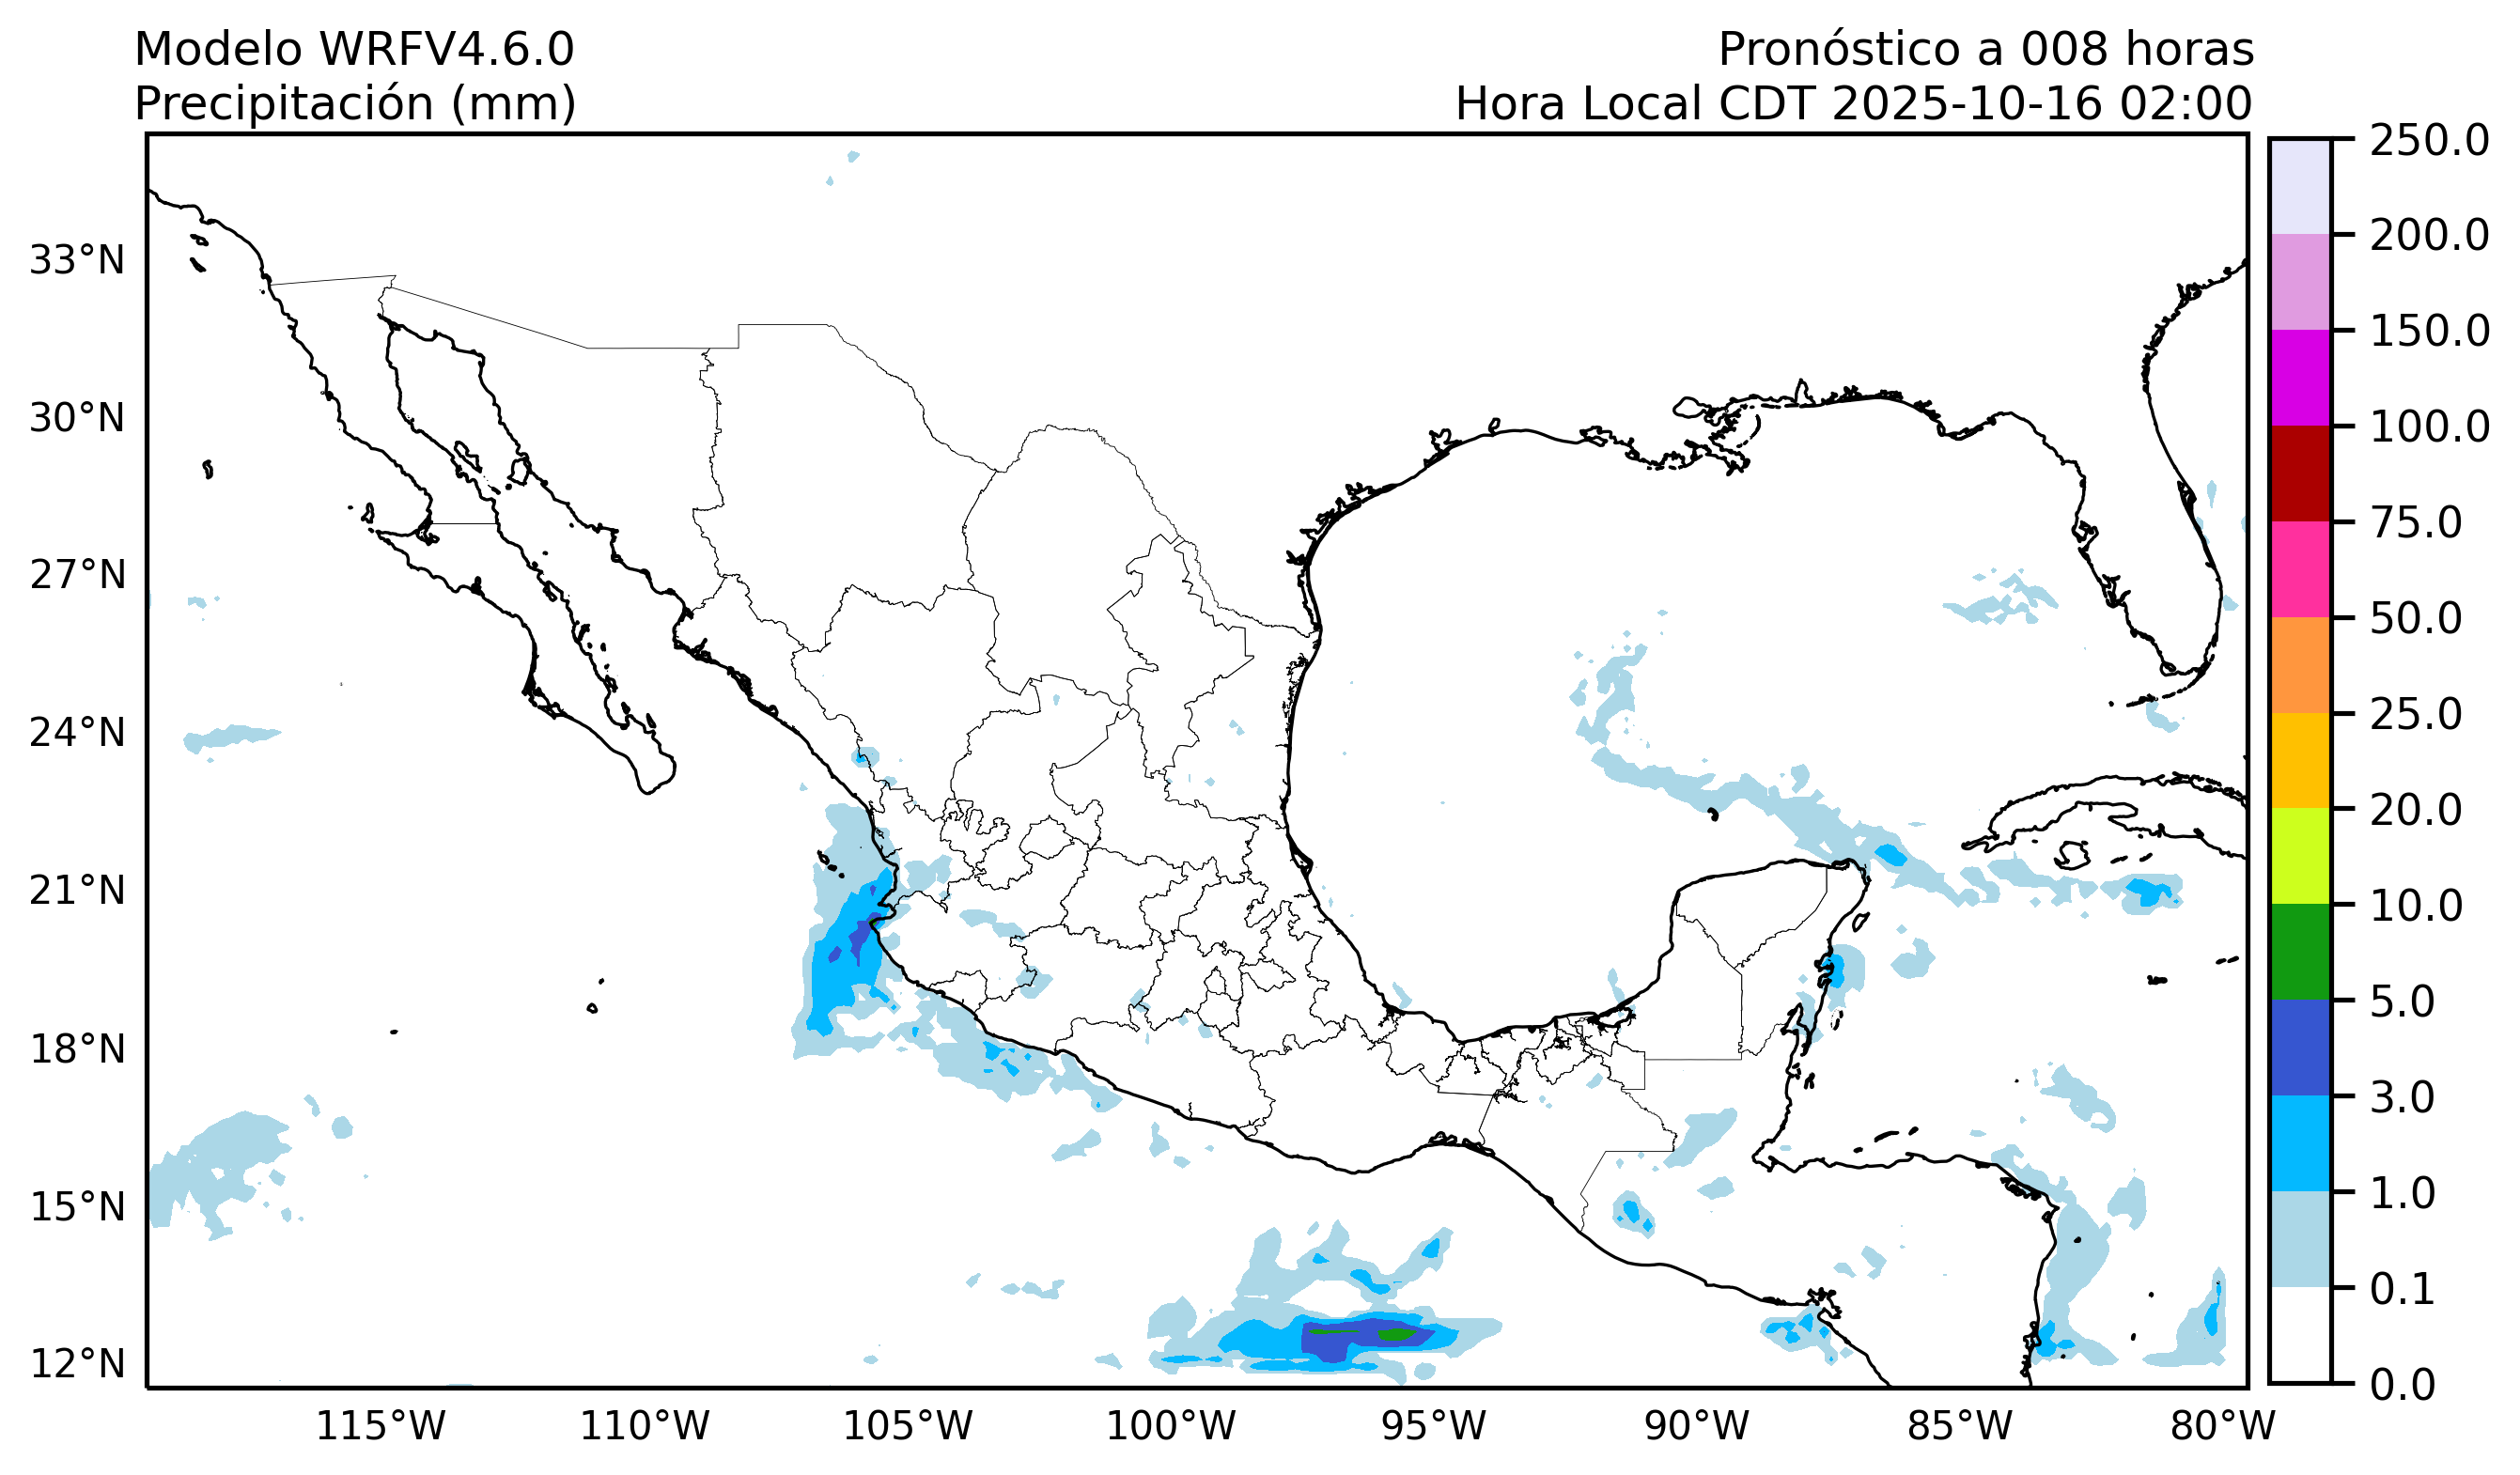 Modelo WRFV4.6.0
Precipitación (mm)
Pronóstico a 008 horas
Hora Local CDT 2025-10-16 02:00
33°N
30°N
27°N
24°N
21°N
18°N
15°N
12°N
115°W
110°W
105°W
100°W
95°W
90°W
85°W
80°W
250.0
200.0
150.0
100.0
75.0
50.0
25.0
20.0
10.0
5.0
3.0
1.0
0.1
0.0